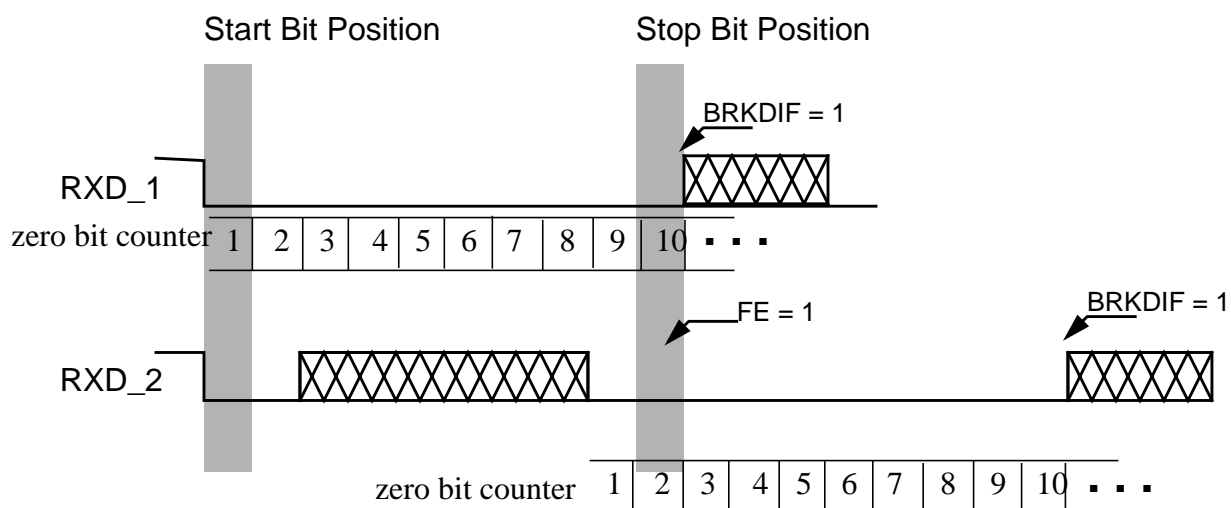 Start Bit Position Stop Bit Position
BRKDIF = 1
RXD_1
zero bit counter 1 2 3 4 5 6 7 8 9 10 . . .
FE = 1 BRKDIF = 1
RXD_2
zero bit counter 1 2 3 4 5 6 7 8 9 10 . . .